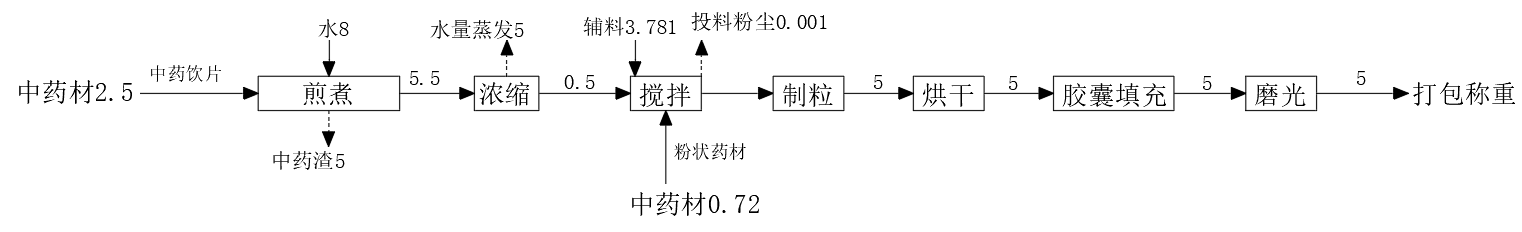 水8
水量蒸发5
辅料3.781
投料粉尘0.001
中药材2.5
中药饮片
煎煮
5.5
浓缩
0.5
搅拌
制粒
5
烘干
5
胶囊填充
5
磨光
5
打包称重
中药渣5
粉状药材
中药材0.72